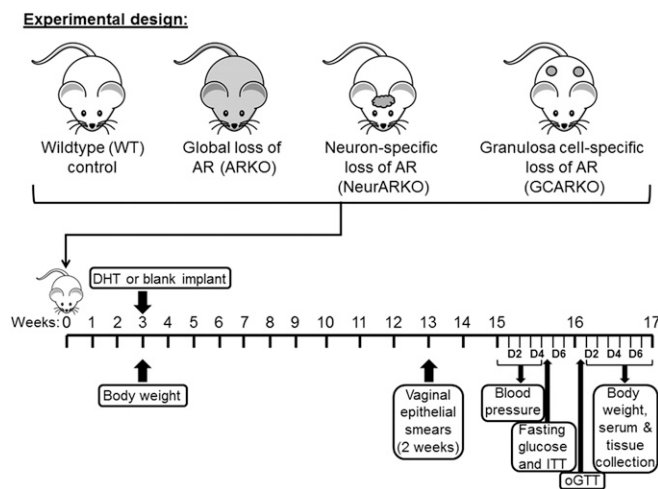 Experimental design:
Wildtype (WT)
control
Global loss of
AR (ARKO)
Neuron-specific
loss of AR
(NeurARKO)
Granulosa cell-specific
loss of AR
(GCARKO)
DHT or blank implant
Weeks: 0 1 2 3 4 5 6 7 8 9 10 11 12 13 14 15 16 17
D2 D4 D6 D2 D4 D6
Body weight
Vaginal
epithelial
smears
(2 weeks)
Blood
pressure
Fasting
glucose
and ITT
oGTT
Body
weight,
serum &
tissue
collection